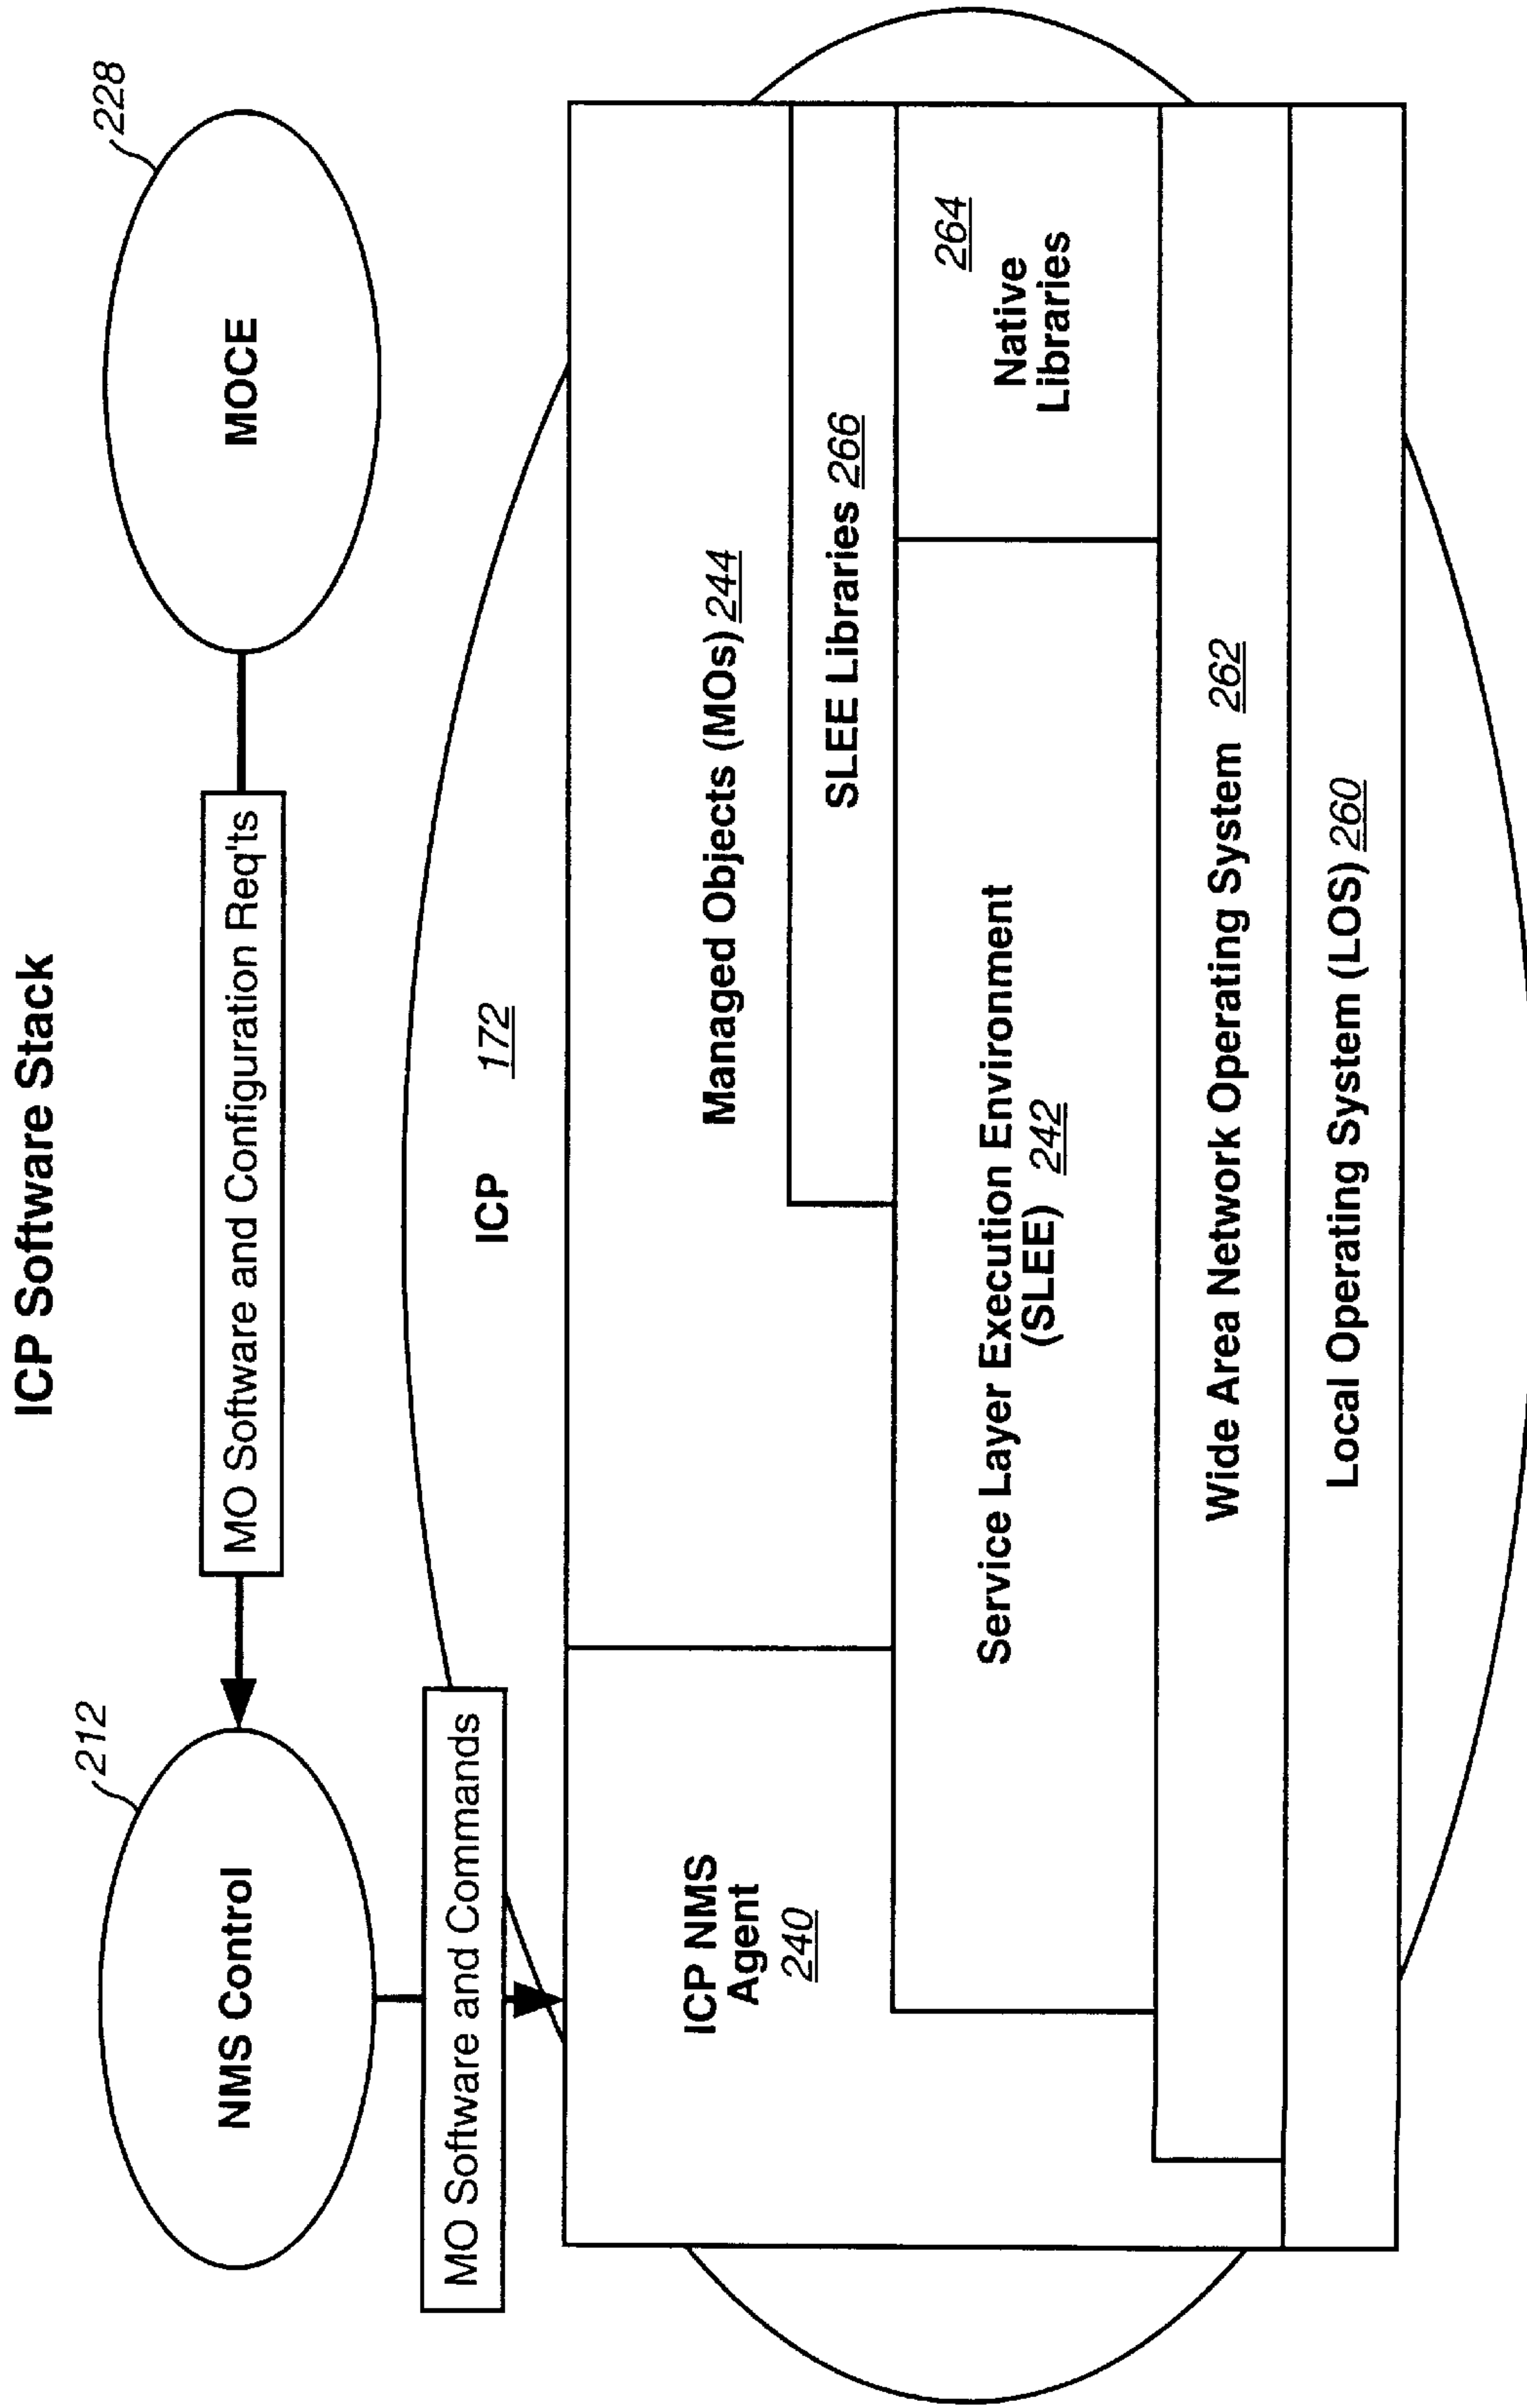 ICP Software Stack
212
228
NMS Control
MO Software and Configuration Req'ts
MOCE
MO Software and Commands
ICP 172
ICP NMS
Agent
240
Managed Objects (MOs) 244
SLEE Libraries 266
Service Layer Execution Environment
(SLEE) 242
264
Native
Libraries
Wide Area Network Operating System 262
Local Operating System (LOS) 260